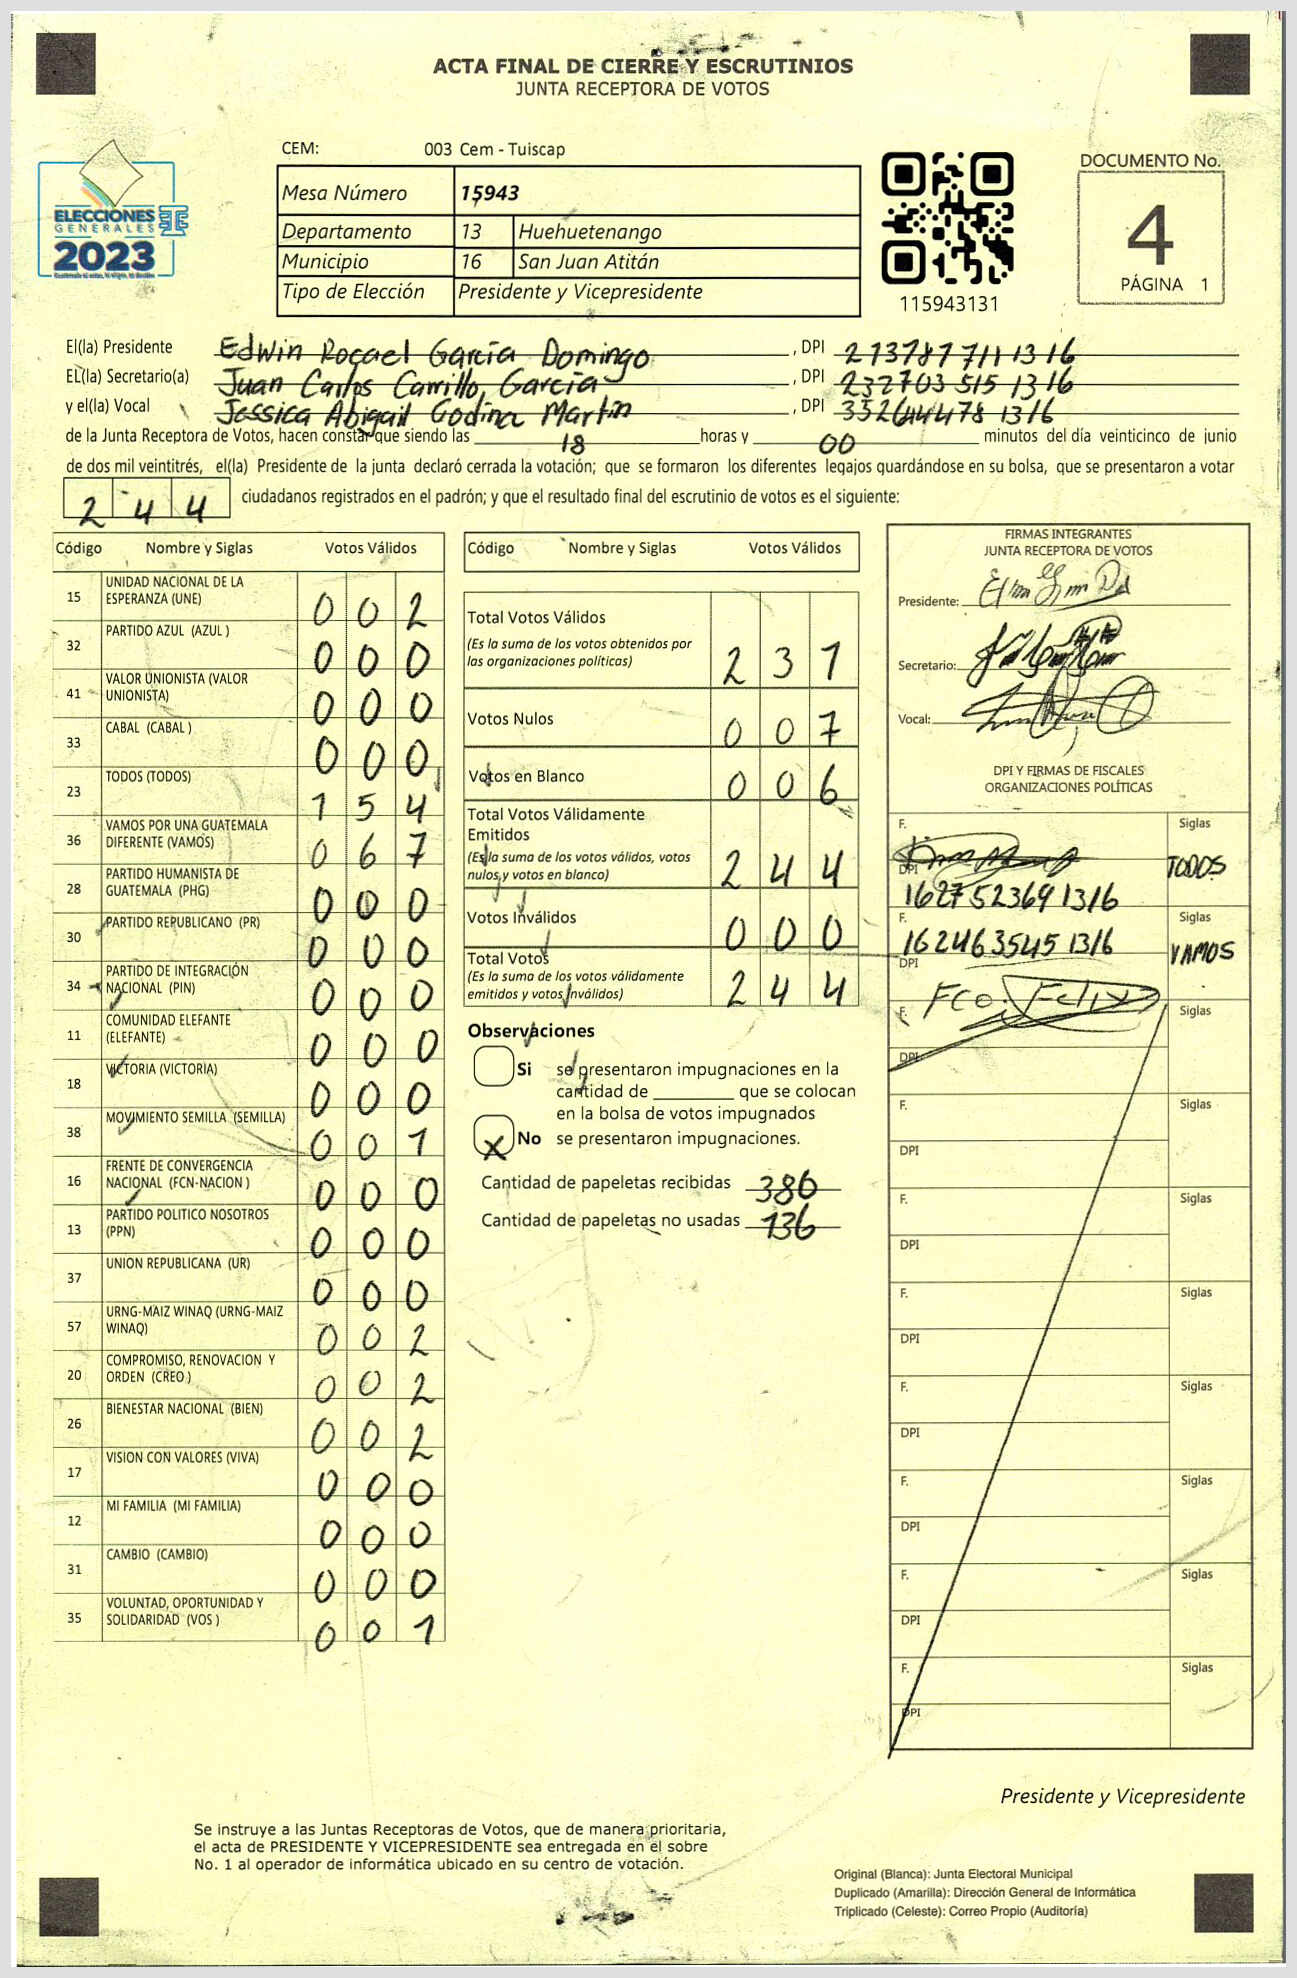 ACTA FINAL DE CIERRE Y ESCRUTINIOS
JUNTA RECEPTORA DE VOTOS
CEM: 003 Cem - Tuiscap
ELECCIONES
GENERALES
2023
Mesa Número 15943
Departamento 13 Huehuetenango
Municipio 16 San Juan Atitán
Tipo de Elección Presidente y Vicepresidente
115943131
DOCUMENTO No.
4
PÁGINA 1
El(la) Presidente Edwin Rocael García Domingo, DPI 273787711 1316
EL(la) Secretario(a) Juan Carlos Carrillo García, DPI 232703515 1316
y el(la) Vocal Jessica Abigail Godinez Martin, DPI 352644478 1316
de la Junta Receptora de Votos, hacen constar que siendo las 18 horas y 00 minutos del día veinticinco de junio
de dos mil veintitrés, el(la) Presidente de la junta declaró cerrada la votación; que se formaron los diferentes legajos guardándose en su bolsa, que se presentaron a votar
2 4 4 ciudadanos registrados en el padrón; y que el resultado final del escrutinio de votos es el siguiente:
Código Nombre y Siglas Votos Válidos
15 UNIDAD NACIONAL DE LA
ESPERANZA (UNE) 0 0 2
32 PARTIDO AZUL (AZUL ) 0 0 0
41 VALOR UNIONISTA (VALOR
UNIONISTA) 0 0 0
33 CABAL (CABAL ) 0 0 0
23 TODOS (TODOS) 1 5 4
36 VAMOS POR UNA GUATEMALA
DIFERENTE (VAMOS) 0 6 7
28 PARTIDO HUMANISTA DE
GUATEMALA (PHG) 0 0 0
30 PARTIDO REPUBLICANO (PR) 0 0 0
34 PARTIDO DE INTEGRACIÓN
NACIONAL (PIN) 0 0 0
11 COMUNIDAD ELEFANTE
(ELEFANTE) 0 0 0
18 VICTORIA (VICTORIA) 0 0 0
38 MOVIMIENTO SEMILLA (SEMILLA) 0 0 1
16 FRENTE DE CONVERGENCIA
NACIONAL (FCN-NACION ) 0 0 0
13 PARTIDO POLITICO NOSOTROS
(PPN) 0 0 0
37 UNION REPUBLICANA (UR) 0 0 0
57 URNG-MAIZ WINAQ (URNG-MAIZ
WINAQ) 0 0 2
20 COMPROMISO, RENOVACION Y
ORDEN (CREO ) 0 0 2
26 BIENESTAR NACIONAL (BIEN) 0 0 2
17 VISION CON VALORES (VIVA) 0 0 0
12 MI FAMILIA (MI FAMILIA) 0 0 0
31 CAMBIO (CAMBIO) 0 0 0
35 VOLUNTAD, OPORTUNIDAD Y
SOLIDARIDAD (VOS ) 0 0 1
Código Nombre y Siglas Votos Válidos
Total Votos Válidos
(Es la suma de los votos obtenidos por
las organizaciones políticas) 2 3 1
Votos Nulos 0 0 7
Votos en Blanco 0 0 6
Total Votos Válidamente
Emitidos
(Es la suma de los votos válidos, votos
nulos y votos en blanco) 2 4 4
Votos Inválidos 0 0 0
Total Votos
(Es la suma de los votos válidamente
emitidos y votos inválidos) 2 4 4
Observaciones
Si se presentaron impugnaciones en la
cantidad de ________ que se colocan
en la bolsa de votos impugnados
X No se presentaron impugnaciones.
Cantidad de papeletas recibidas 380
Cantidad de papeletas no usadas 136
FIRMAS INTEGRANTES
JUNTA RECEPTORA DE VOTOS
Presidente:
Secretario:
Vocal:
DPI Y FIRMAS DE FISCALES
ORGANIZACIONES POLÍTICAS
F. Siglas
TODOS
DPI
1627 52369 1316
F. Siglas
1624635451316 VAMOS
DPI
F. Fco. Felix Siglas
DPI
F. Siglas
DPI
F. Siglas
DPI
F. Siglas
DPI
F. Siglas
DPI
F. Siglas
DPI
F. Siglas
DPI
F. Siglas
DPI
Presidente y Vicepresidente
Se instruye a las Juntas Receptoras de Votos, que de manera prioritaria,
el acta de PRESIDENTE Y VICEPRESIDENTE sea entregada en el sobre
No. 1 al operador de informática ubicado en su centro de votación.
Original (Blanca): Junta Electoral Municipal
Duplicado (Amarilla): Dirección General de Informática
Triplicado (Celeste): Correo Propio (Auditoría)